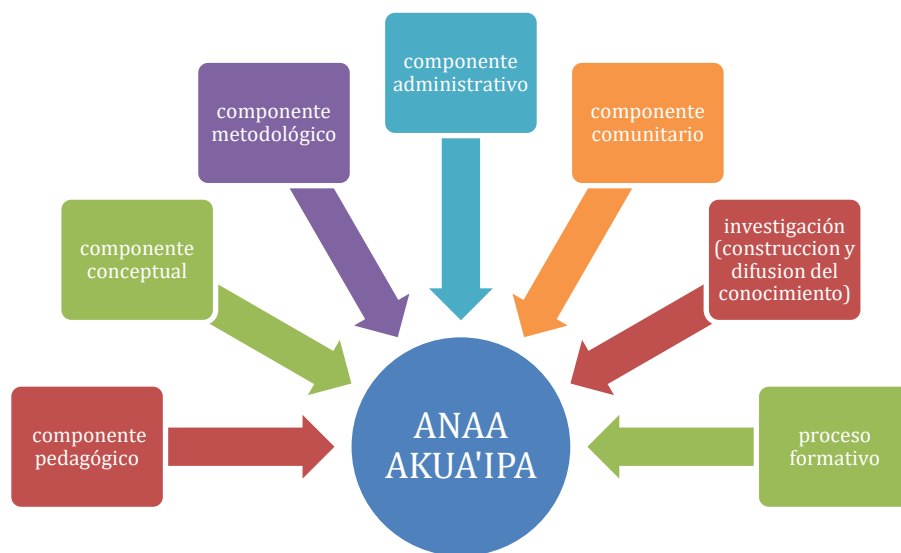 componente
administrativo
componente
metodológico
componente
comunitario
componente
conceptual
investigación
(construccion y
difusion del
conocimiento)
componente
pedagógico
ANAA
AKUA'IPA
proceso
formativo